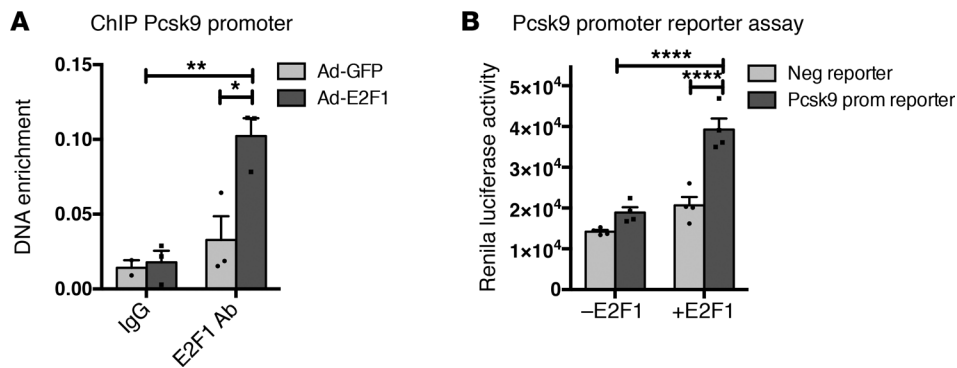 A ChIP Pcsk9 promoter
DNA enrichment
0.15
0.10
0.05
0.00
**
*
Ad-GFP
Ad-E2F1
IgG
E2F1 Ab
B Pcsk9 promoter reporter assay
Renila luciferase activity
5×10⁴
4×10⁴
3×10⁴
2×10⁴
1×10⁴
0
****
****
Neg reporter
Pcsk9 prom reporter
–E2F1 +E2F1